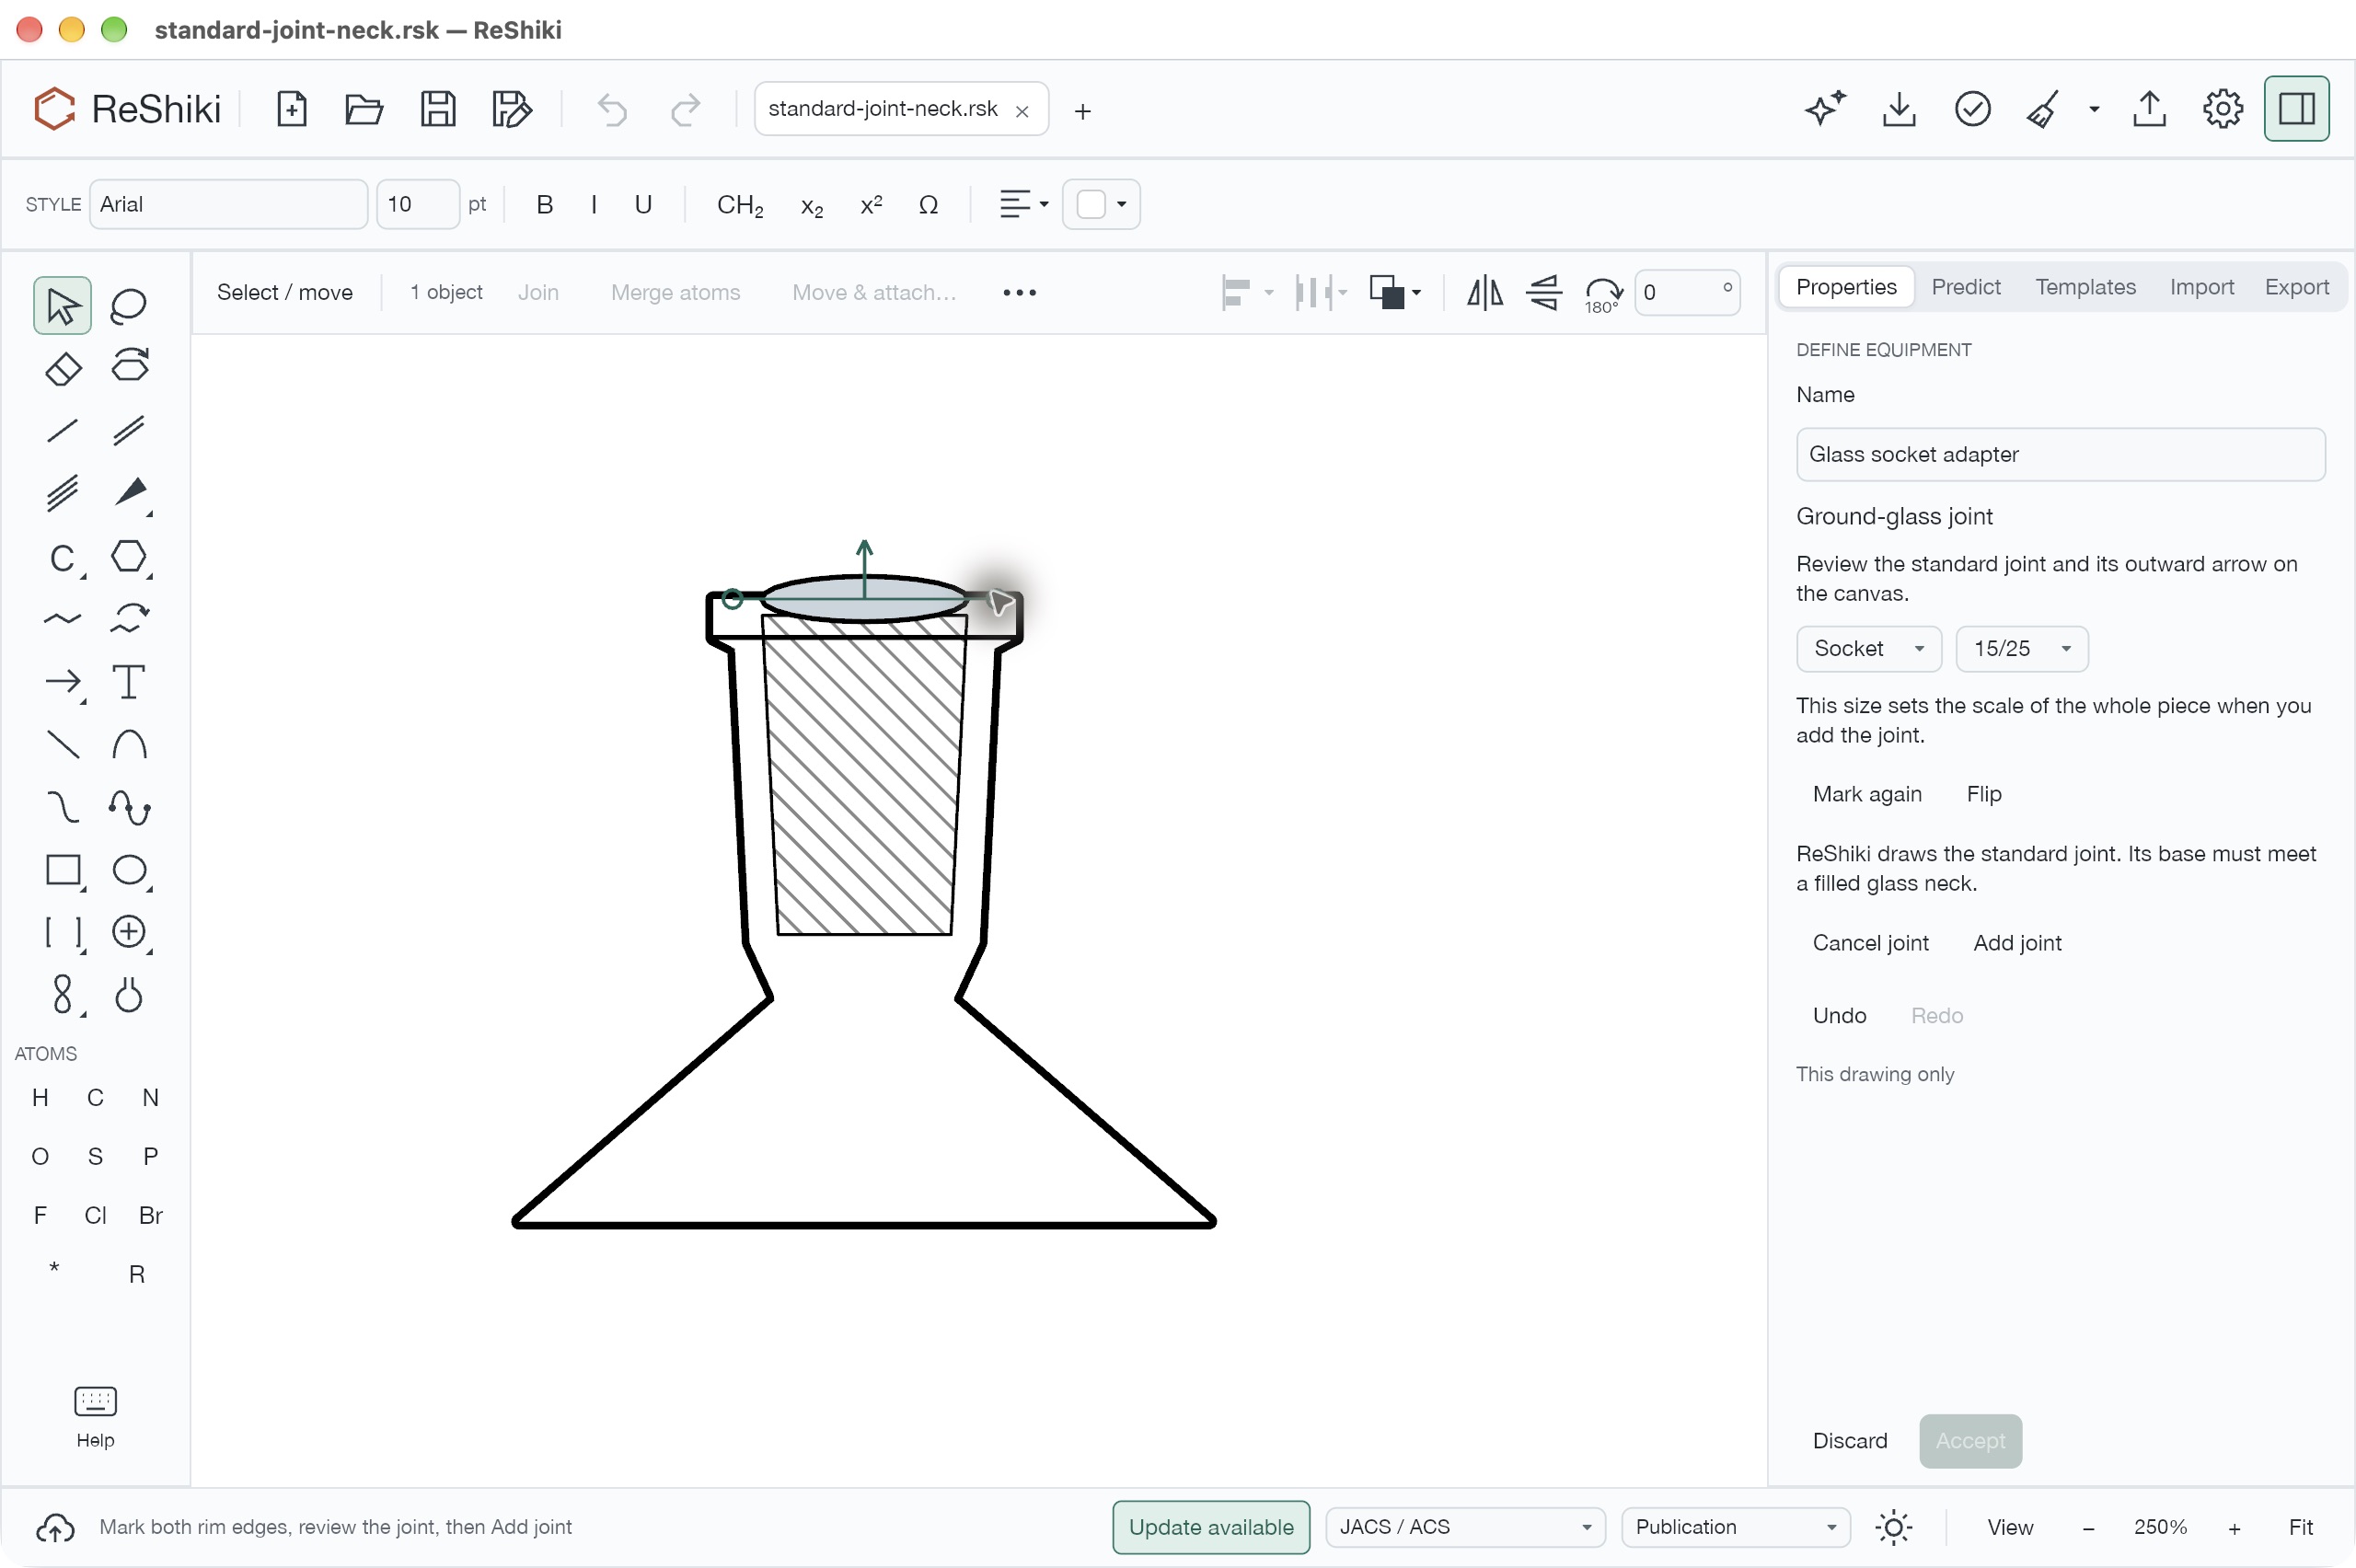 standard-joint-neck.rsk — ReShiki
ReShiki
standard-joint-neck.rsk
STYLE Arial 10 pt B I U CH₂ x₂ x² Ω
Select / move 1 object Join Merge atoms Move & attach... 180° 0 °
Properties Predict Templates Import Export
DEFINE EQUIPMENT
Name
Glass socket adapter
Ground-glass joint
Review the standard joint and its outward arrow on
the canvas.
Socket 15/25
This size sets the scale of the whole piece when you
add the joint.
Mark again Flip
ReShiki draws the standard joint. Its base must meet
a filled glass neck.
Cancel joint Add joint
Undo Redo
This drawing only
Discard Accept
C
T
ATOMS
H C N
O S P
F Cl Br
* R
Help
Mark both rim edges, review the joint, then Add joint
Update available JACS / ACS Publication View – 250% + Fit